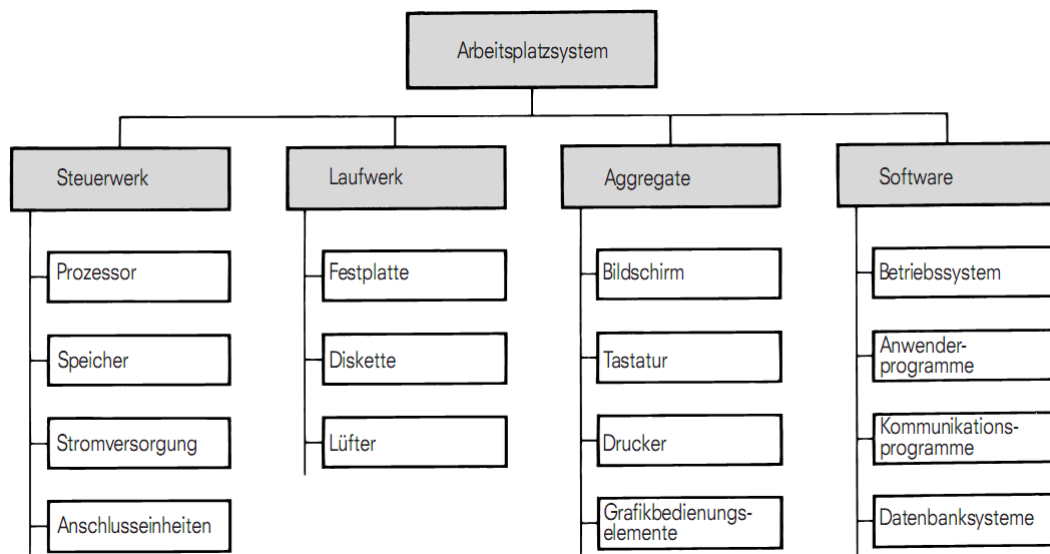 Arbeitsplatzsystem
Steuerwerk
Laufwerk
Aggregate
Software
Prozessor
Festplatte
Bildschirm
Betriebssystem
Speicher
Diskette
Tastatur
Anwender-
programme
Stromversorgung
Lüfter
Drucker
Kommunikations-
programme
Anschlusseinheiten
Grafikbedienungs-
elemente
Datenbanksysteme